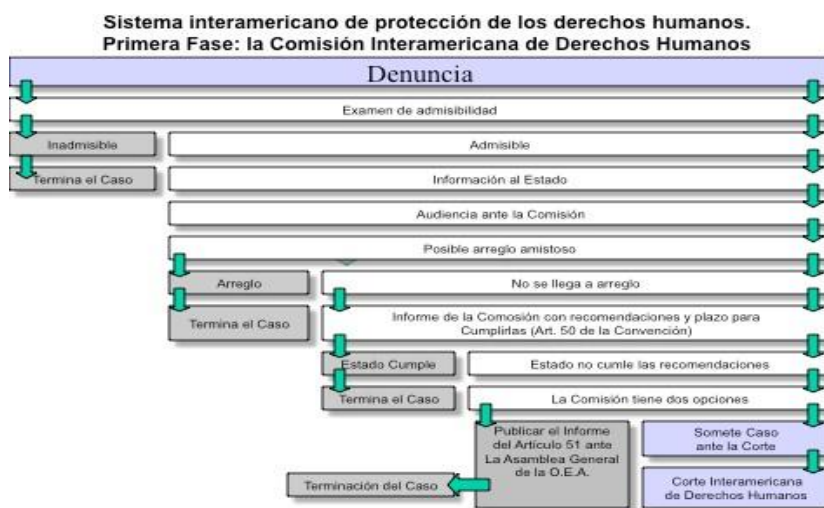 Sistema interamericano de protección de los derechos humanos.
Primera Fase: la Comisión Interamericana de Derechos Humanos
Denuncia
Examen de admisibilidad
Inadmisible
Admisible
Termina el Caso
Información al Estado
Audiencia ante la Comisión
Posible arreglo amistoso
Arreglo
No se llega a arreglo
Termina el Caso
Informe de la Comosión con recomendaciones y plazo para
Cumplirlas (Art. 50 de la Convención)
Estado Cumple
Estado no cumle las recomendaciones
Termina el Caso
La Comisión tiene dos opciones
Publicar el Informe
del Artículo 51 ante
La Asamblea General
de la O.E.A.
Somete Caso
ante la Corte
Terminación del Caso
Corte Interamericana
de Derechos Humanos